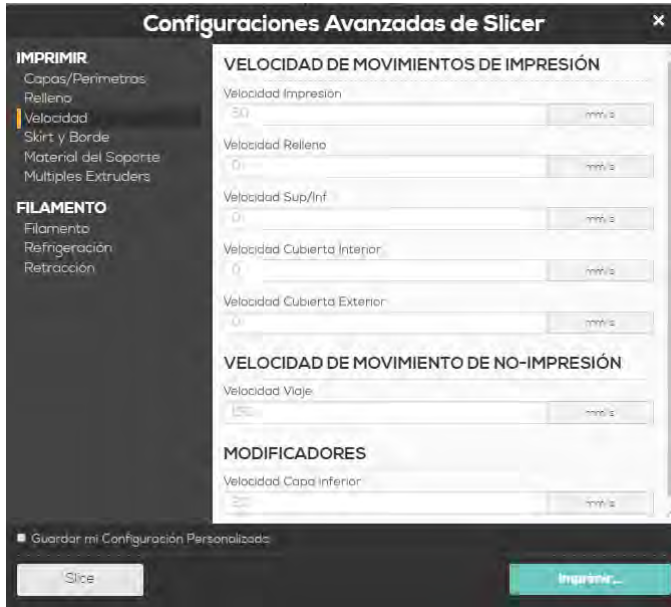 Configuraciones Avanzadas de Slicer ×
IMPRIMIR
Capas/Perimetros
Relleno
Velocidad
Skirt y Borde
Material del Soporte
Multiples Extruders
FILAMENTO
Filamento
Refrigeración
Retracción
VELOCIDAD DE MOVIMIENTOS DE IMPRESIÓN
Velocidad Impresion
50 mm/s
Velocidad Relleno
0 mm/s
Velocidad Sup/Inf
0 mm/s
Velocidad Cubierta Interior
0 mm/s
Velocidad Cubierta Exterior
0 mm/s
VELOCIDAD DE MOVIMIENTO DE NO-IMPRESIÓN
Velocidad Viaje
mm/s
MODIFICADORES
Velocidad Capa inferior
mm/s
Guardar mi Configuración Personalizada
Slice
Imprimir...